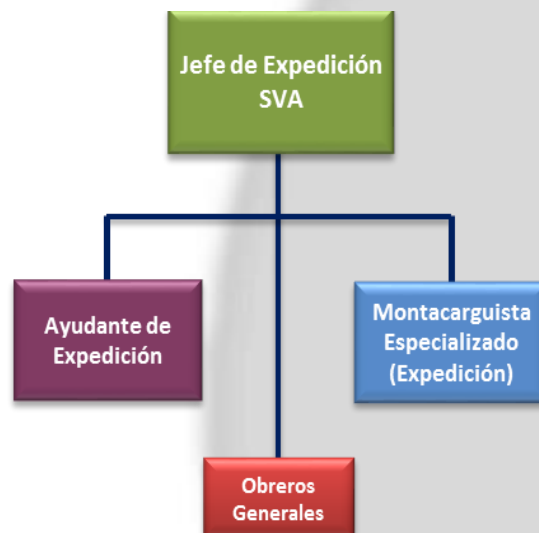 Jefe de Expedición
SVA
Ayudante de
Expedición
Montacarguista
Especializado
(Expedición)
Obreros
Generales